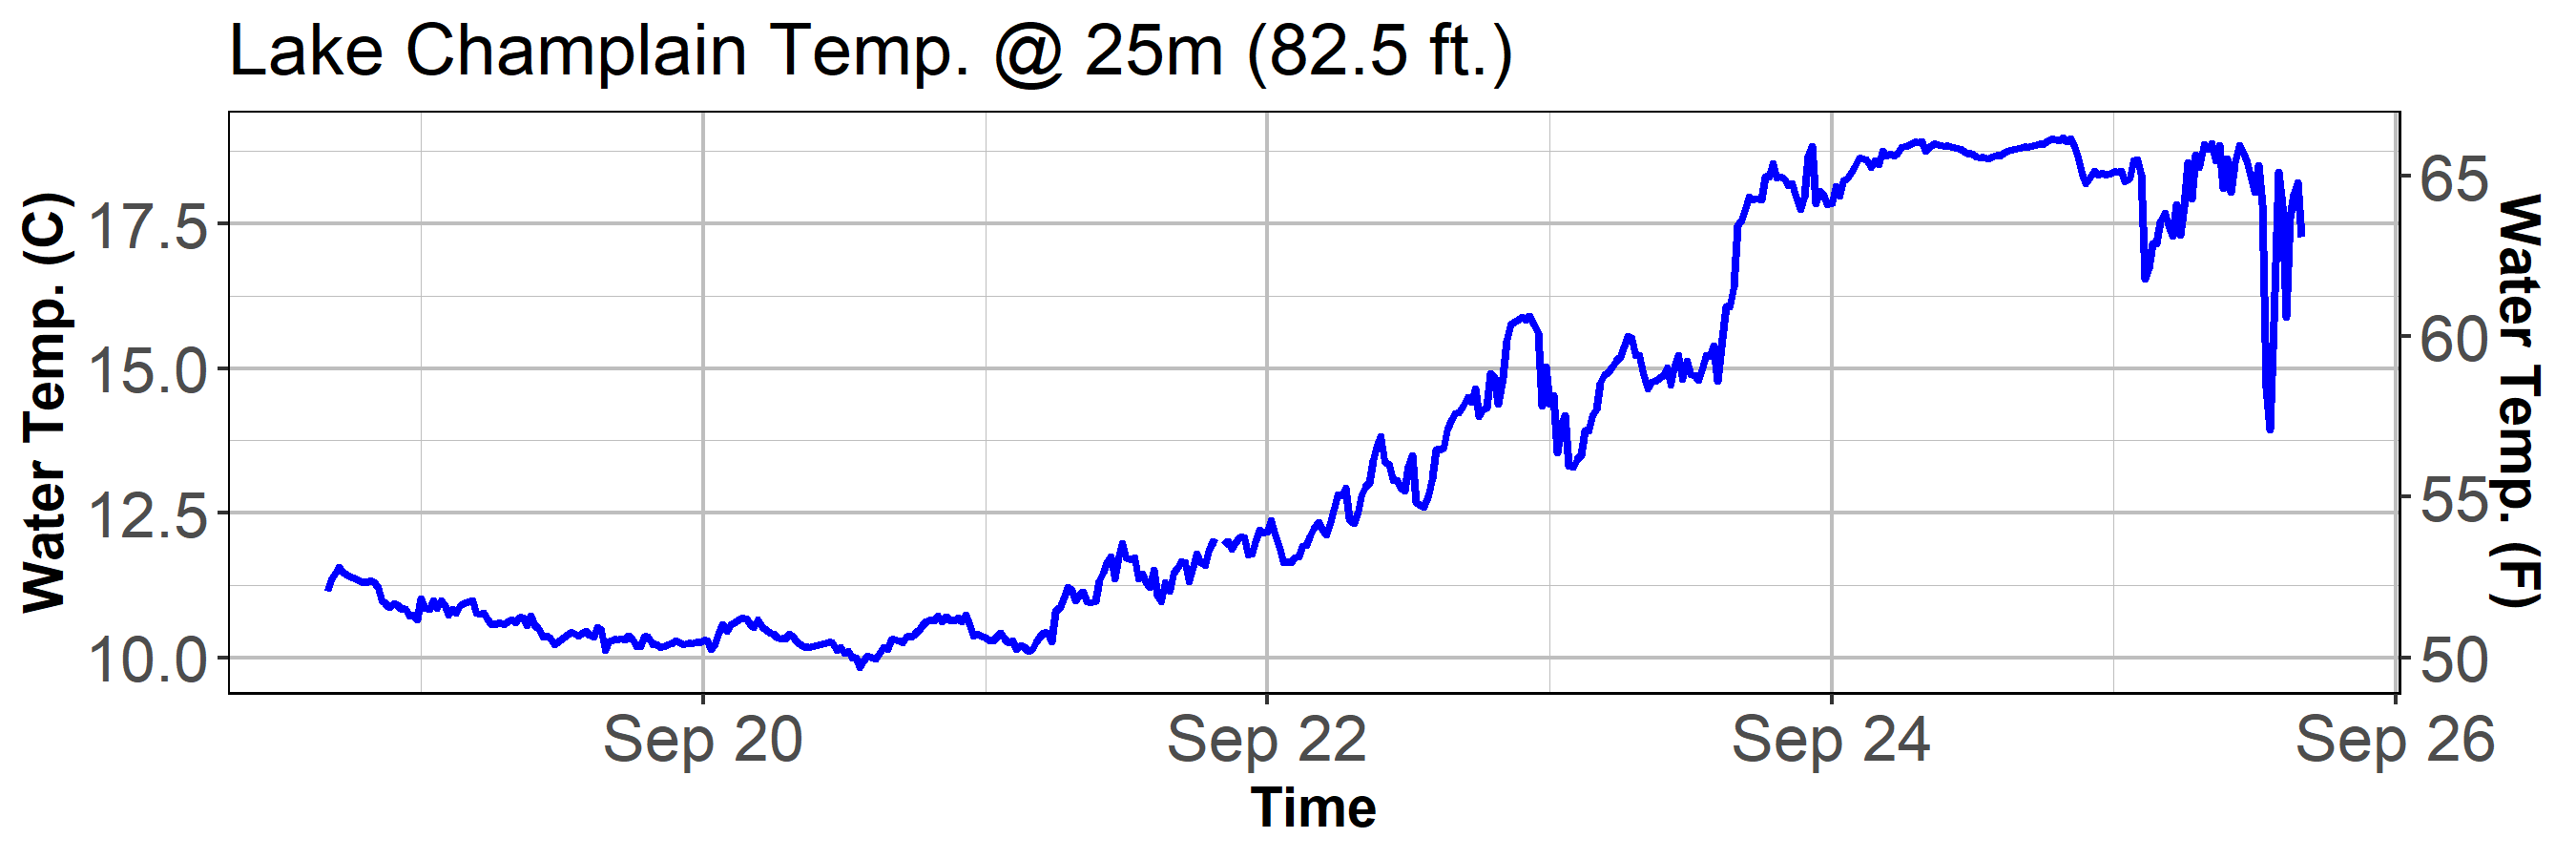 Lake Champlain Temp. @ 25m (82.5 ft.)
Water Temp. (C)
17.5
15.0
12.5
10.0
65
60
55
50
Water Temp. (F)
Sep 20 Sep 22 Sep 24 Sep 26
Time